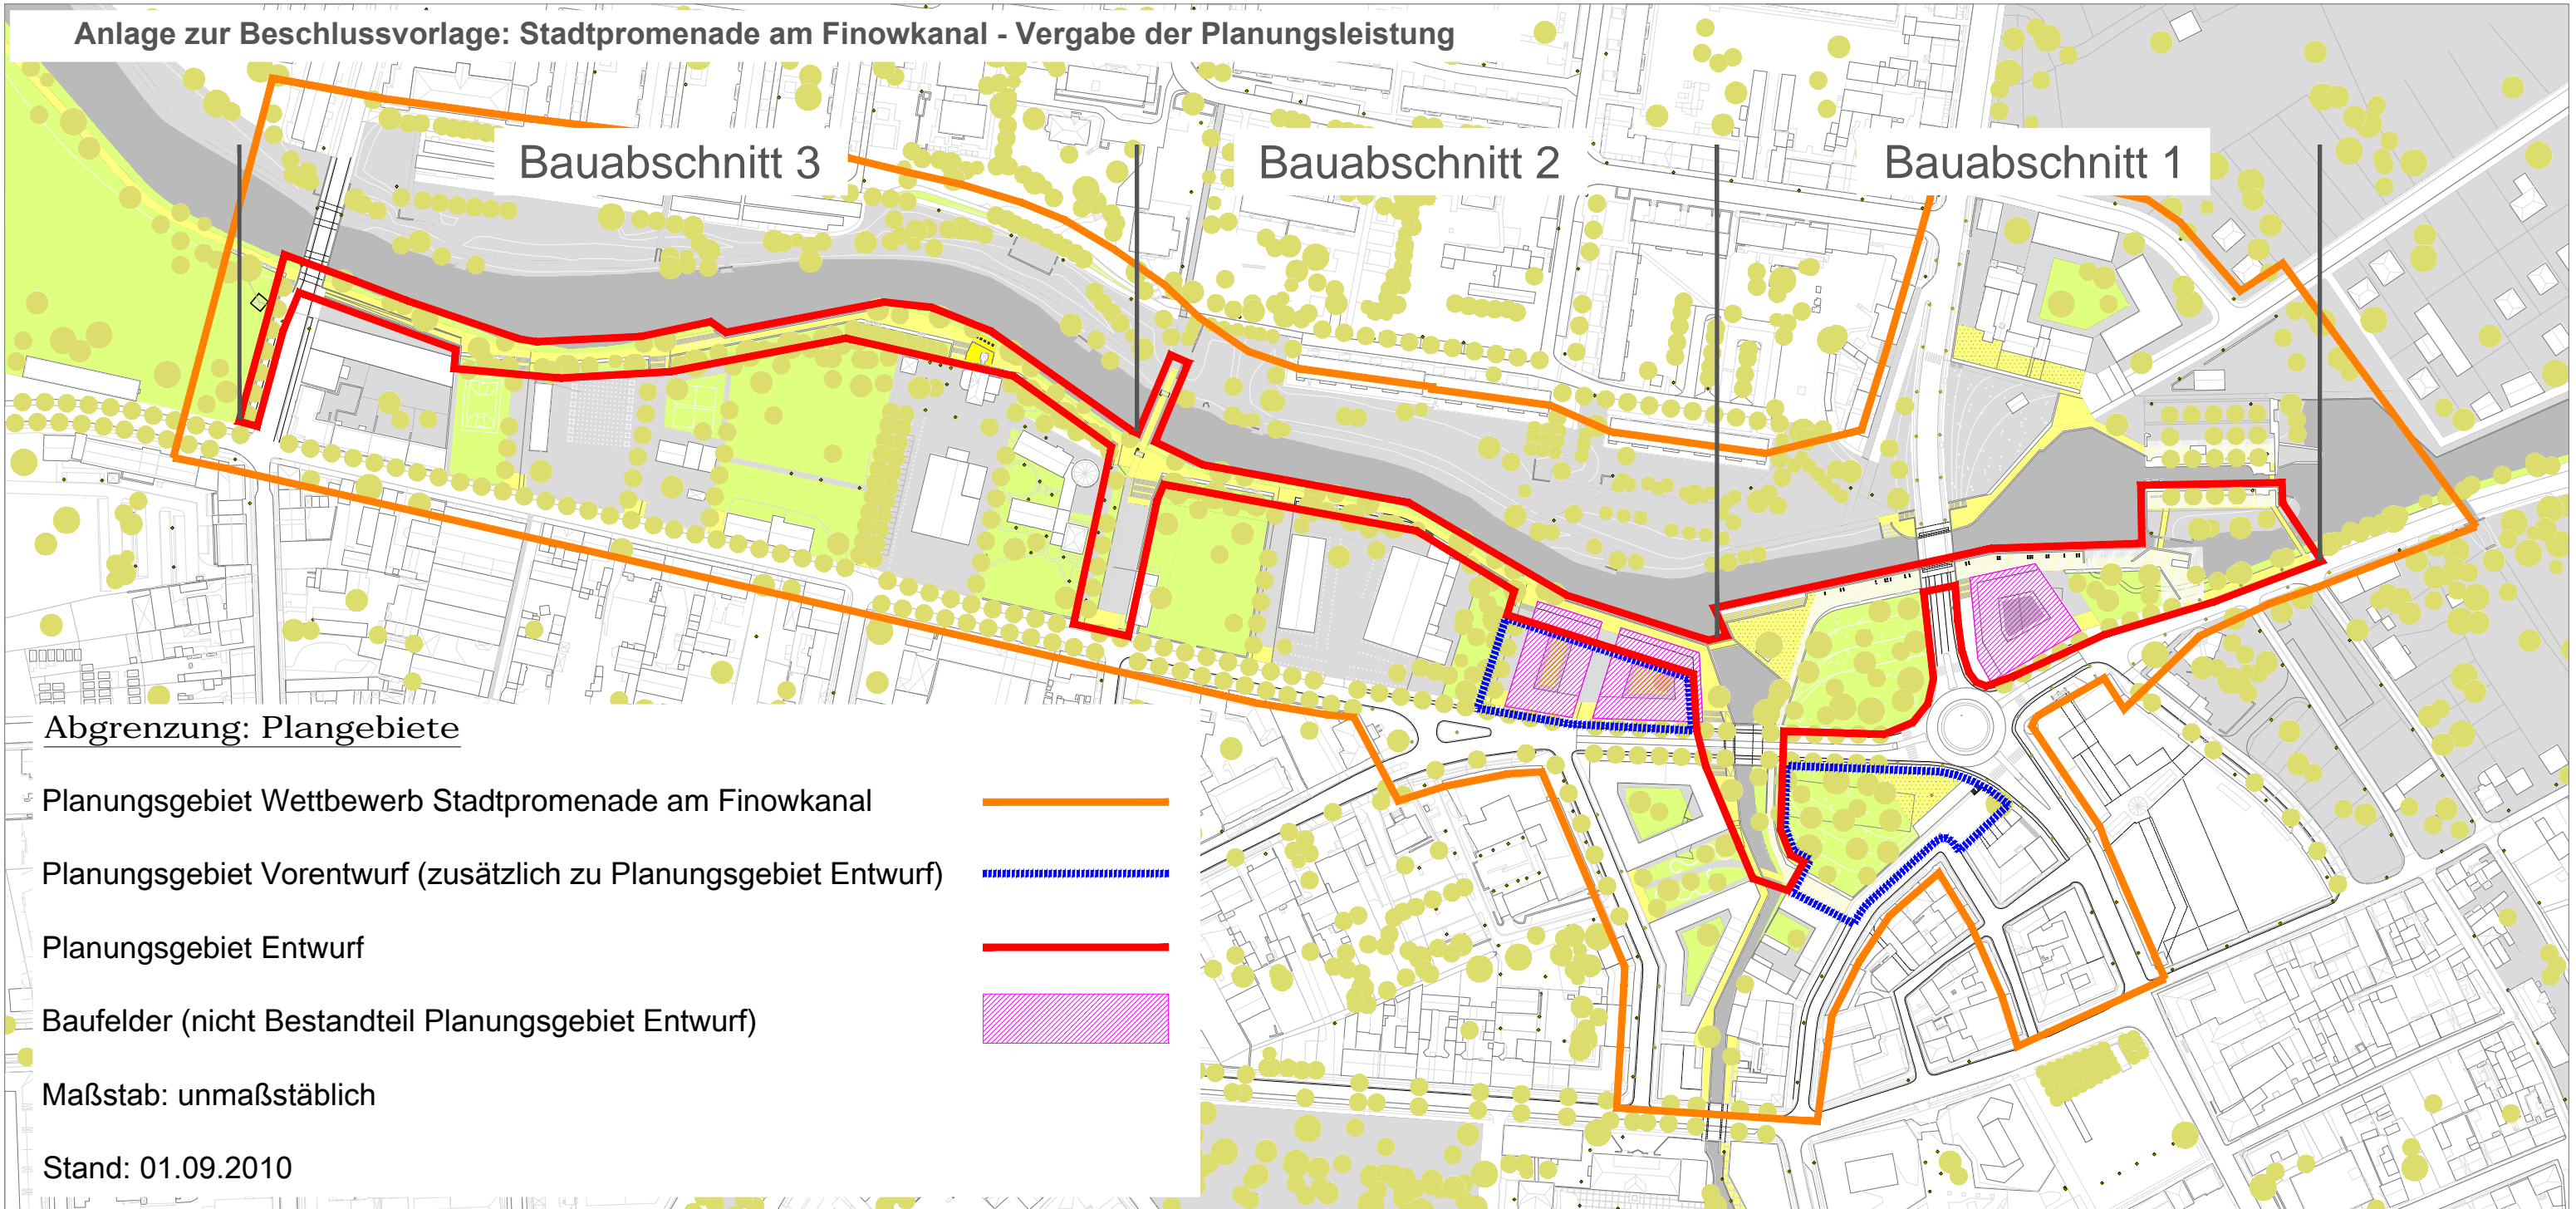 Anlage zur Beschlussvorlage: Stadtpromenade am Finowkanal - Vergabe der Planungsleistung
Bauabschnitt 3
Bauabschnitt 2
Bauabschnitt 1
Abgrenzung: Plangebiete
Planungsgebiet Wettbewerb Stadtpromenade am Finowkanal
Planungsgebiet Vorentwurf (zusätzlich zu Planungsgebiet Entwurf)
Planungsgebiet Entwurf
Baufelder (nicht Bestandteil Planungsgebiet Entwurf)
Maßstab: unmaßstäblich
Stand: 01.09.2010